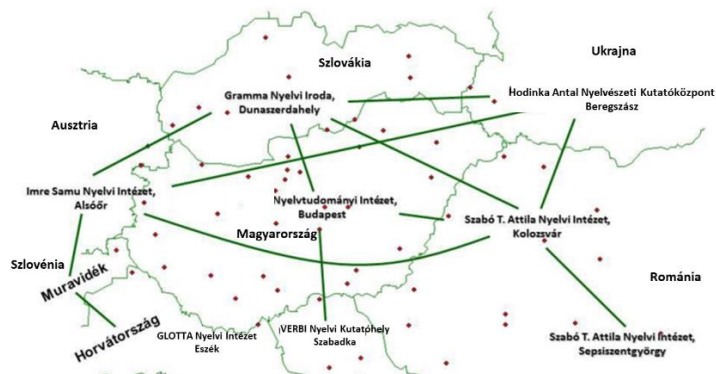 Szlovákia
Ukrajna
Gramma Nyelvi Iroda,
Dunaszerdahely
Hodinka Antal Nyelvészeti Kutatóközpont
Beregszász
Ausztria
Imre Samu Nyelvi Intézet,
Alsóőr
Nyelvtudományi Intézet,
Budapest
Szabó T. Attila Nyelvi Intézet,
Kolozsvár
Magyarország
Szlovénia
Muravidék
Románia
Horvátország
GLOTTA Nyelvi Intézet
Eszék
VERBI Nyelvi Kutatóhely
Szabadka
Szabó T. Attila Nyelvi Intézet,
Sepsiszentgyörgy